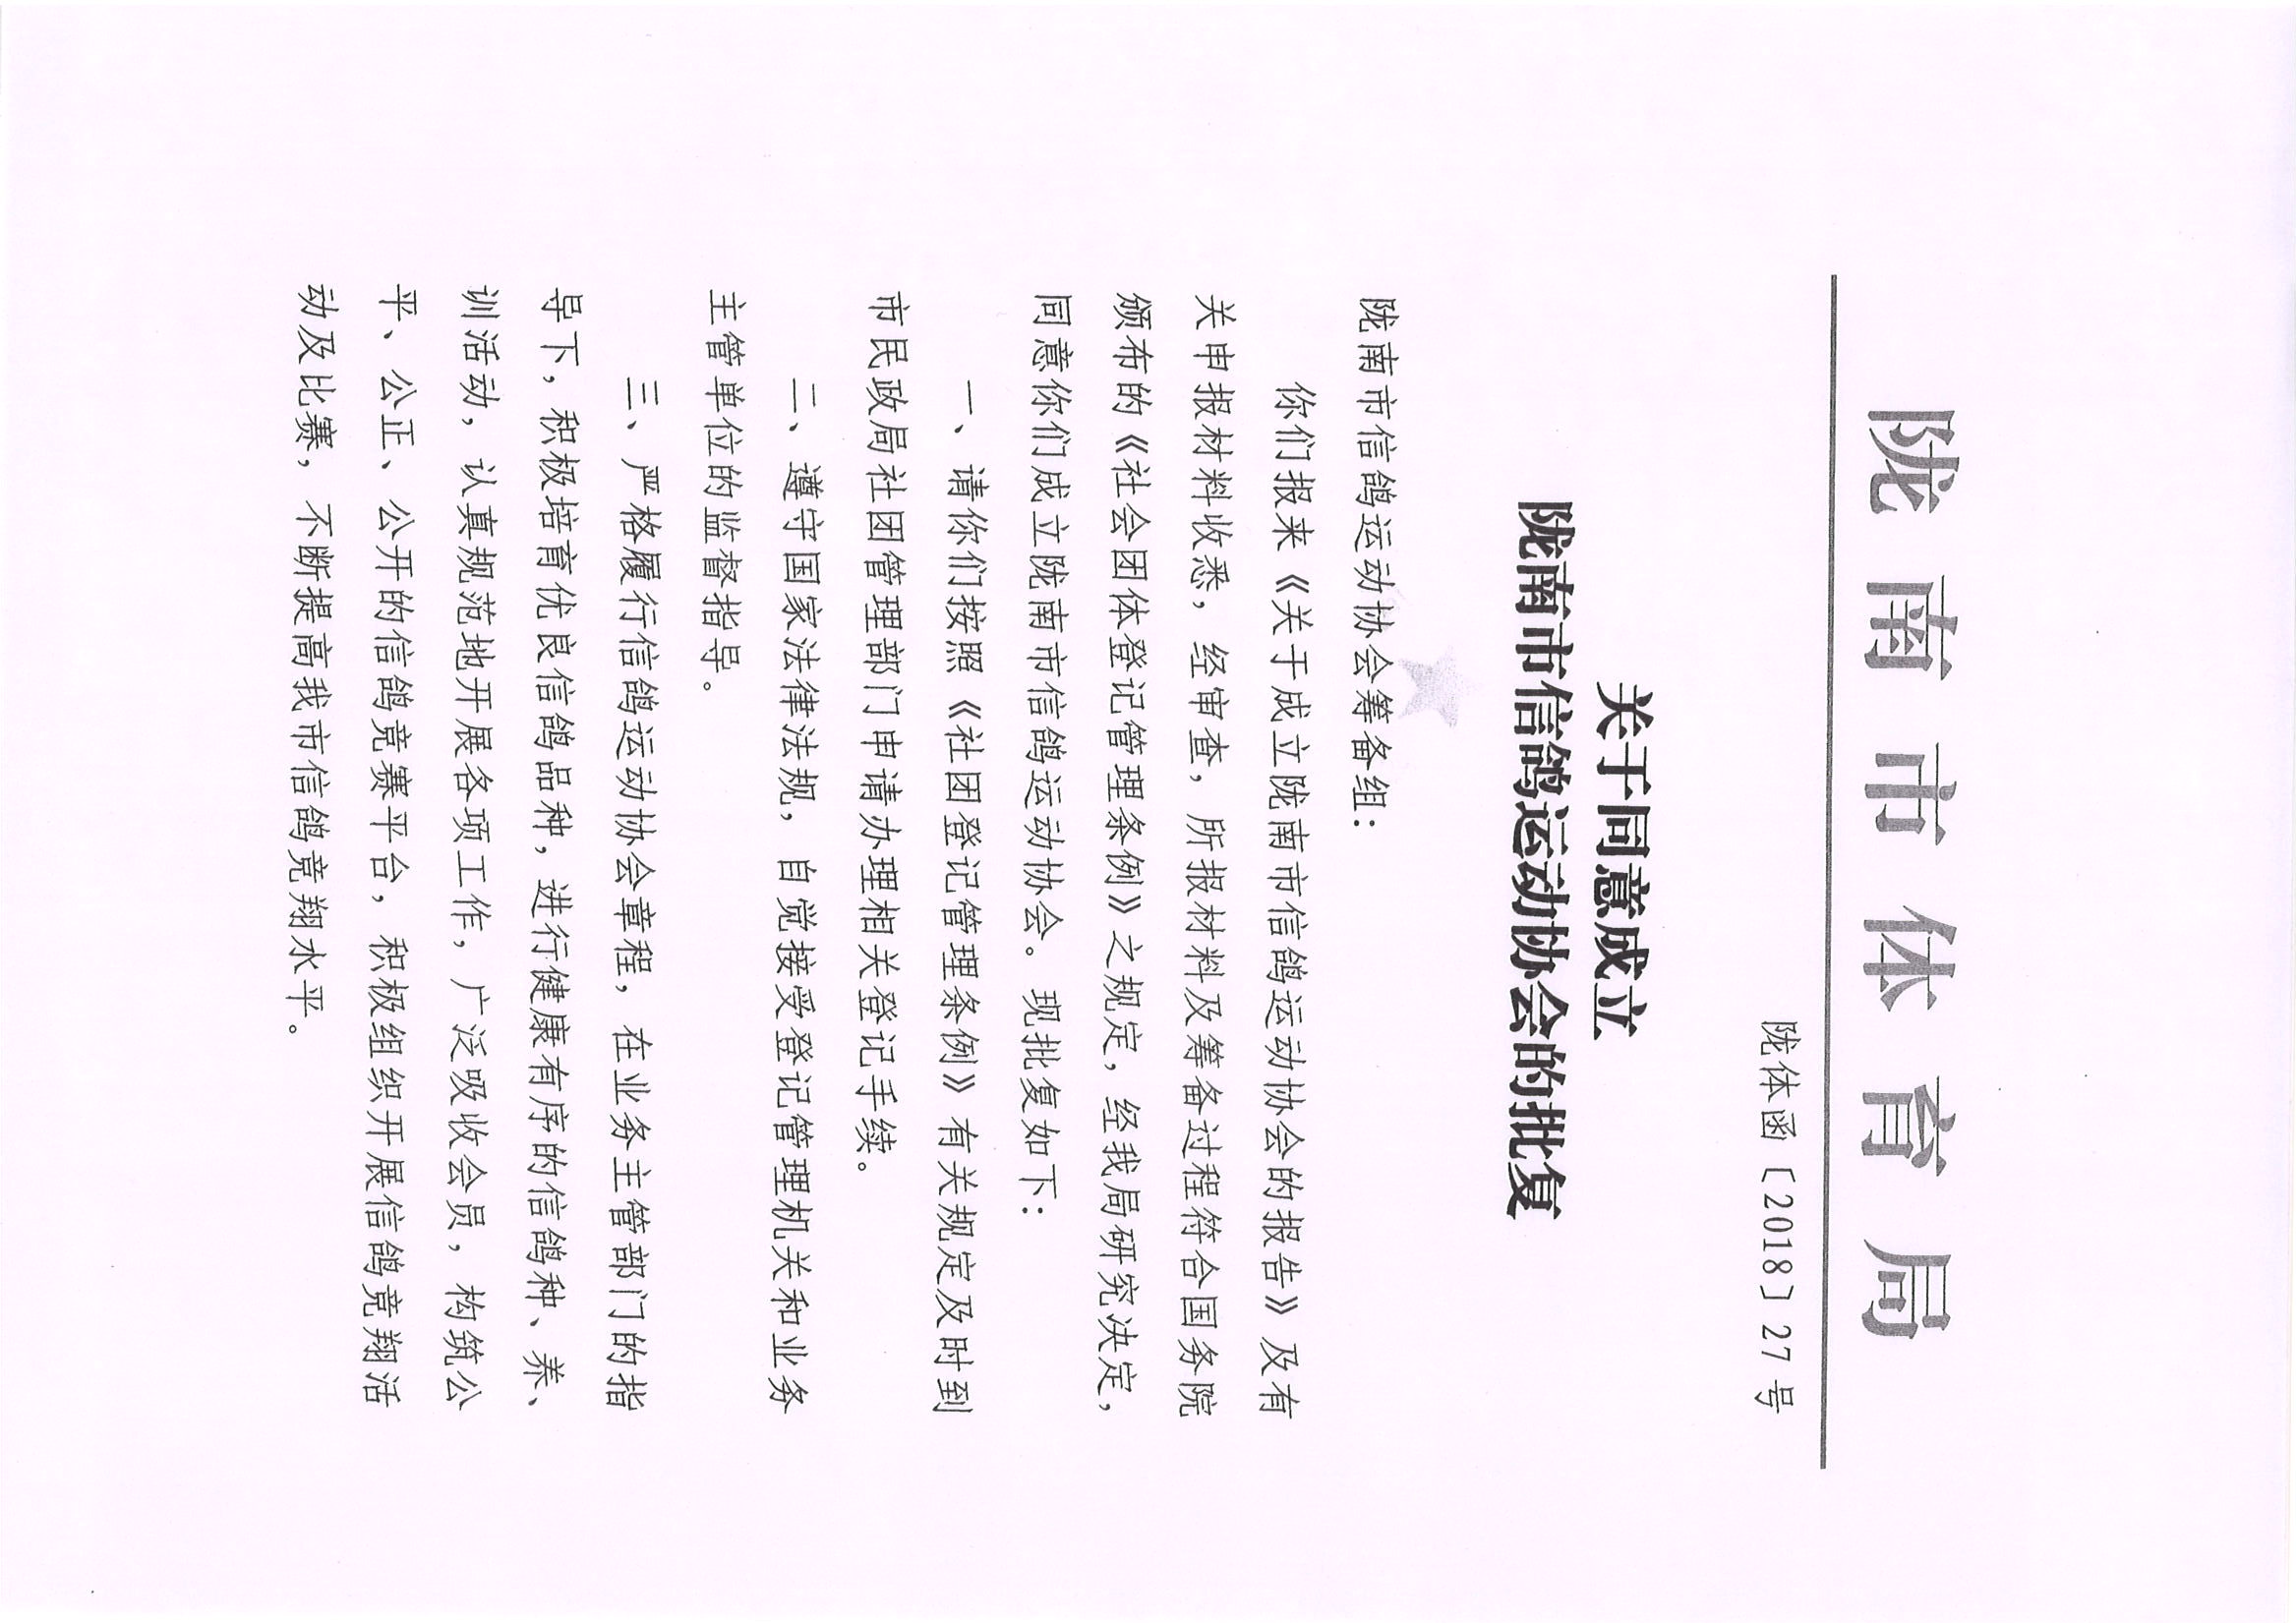 陇南市体育局
陇体函〔2018〕27号
关于同意成立
陇南市信鸽运动协会的批复
陇南市信鸽运动协会筹备组：
你们报来《关于成立陇南市信鸽运动协会的报告》及有
关申报材料收悉，经审查，所报材料及筹备过程符合国务院
颁布的《社会团体登记管理条例》之规定，经我局研究决定，
同意你们成立陇南市信鸽运动协会。现批复如下：
一、请你们按照《社团登记管理条例》有关规定及时到
市民政局社团管理部门申请办理相关登记手续。
二、遵守国家法律法规，自觉接受登记管理机关和业务
主管单位的监督指导。
三、严格履行信鸽运动协会章程，在业务主管部门的指
导下，积极培育优良信鸽品种，进行健康有序的信鸽种、养、
训活动，认真规范地开展各项工作，广泛吸收会员，构筑公
平、公正、公开的信鸽竞赛平台，积极组织开展信鸽竞翔活
动及比赛，不断提高我市信鸽竞翔水平。